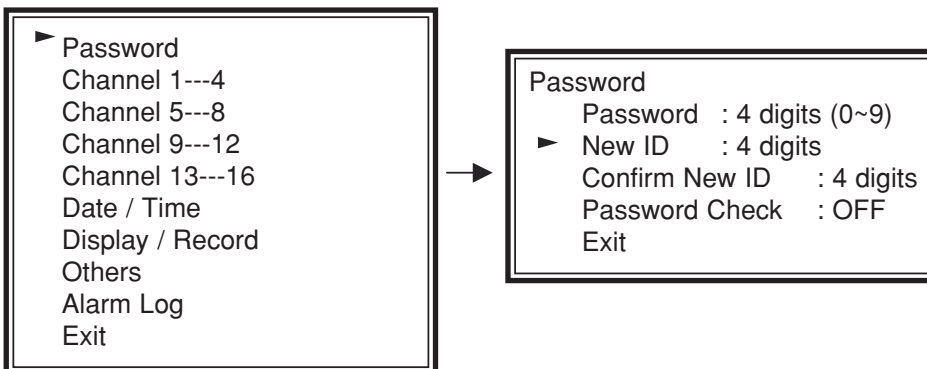 Password
Channel 1---4
Channel 5---8
Channel 9---12
Channel 13---16
Date / Time
Display / Record
Others
Alarm Log
Exit
Password
Password : 4 digits (0~9)
New ID : 4 digits
Confirm New ID : 4 digits
Password Check : OFF
Exit